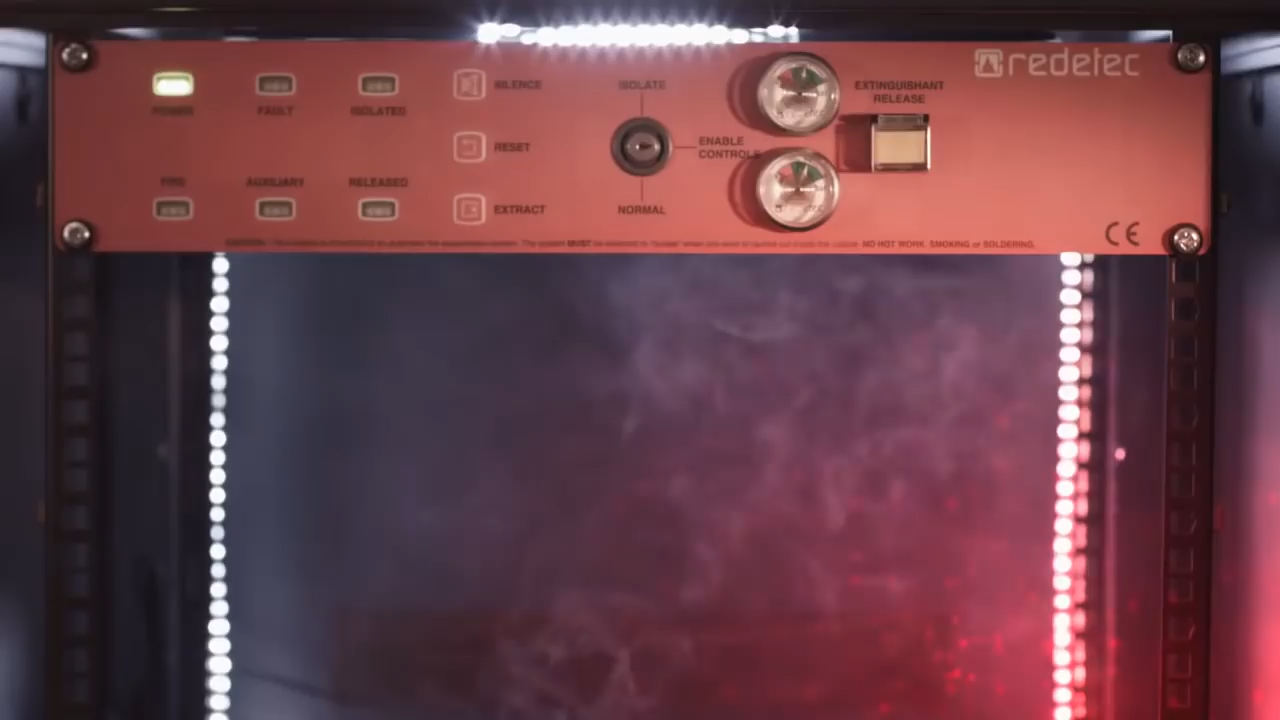 redetec
POWER
FAULT
ISOLATED
SILENCE
ISOLATE
EXTINGUISHANT
RELEASE
RESET
ENABLE
CONTROLS
FIRE
AUXILIARY
RELEASED
EXTRACT
NORMAL
CE
MUST
NO HOT WORK, SMOKING or SOLDERING.